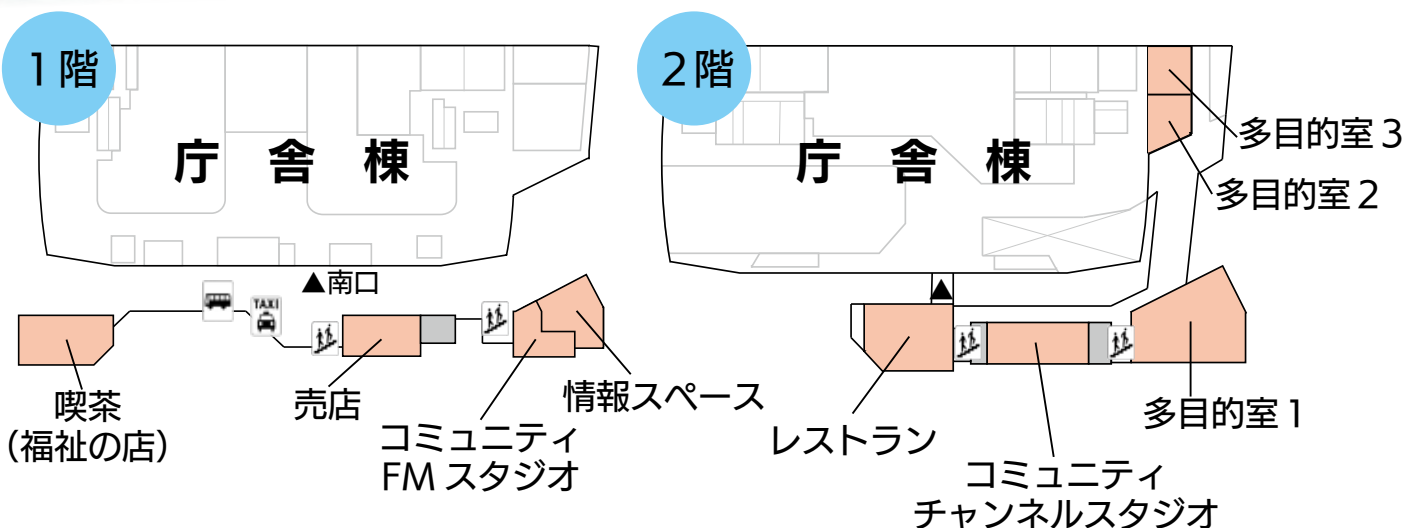 1階
庁舎棟
▲南口
TAXI
喫茶
(福祉の店)
売店
コミュニティ
FMスタジオ
情報スペース
2階
庁舎棟
▲
多目的室3
多目的室2
多目的室1
レストラン
コミュニティ
チャンネルスタジオ